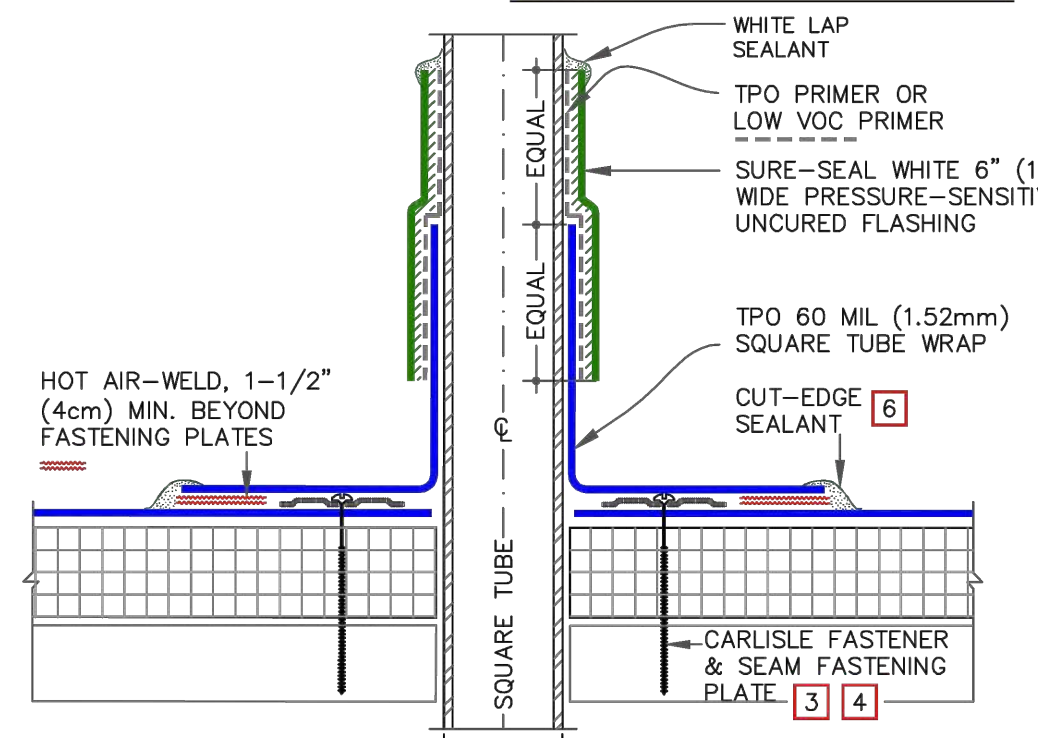 WHITE LAP
SEALANT
TPO PRIMER OR
LOW VOC PRIMER
SURE-SEAL WHITE 6" (1
WIDE PRESSURE-SENSITI
UNCURED FLASHING
EQUAL
EQUAL
TPO 60 MIL (1.52mm)
SQUARE TUBE WRAP
HOT AIR-WELD, 1-1/2"
(4cm) MIN. BEYOND
FASTENING PLATES
CUT-EDGE 6
SEALANT
℄
SQUARE TUBE
CARLISLE FASTENER
& SEAM FASTENING
PLATE 3 4